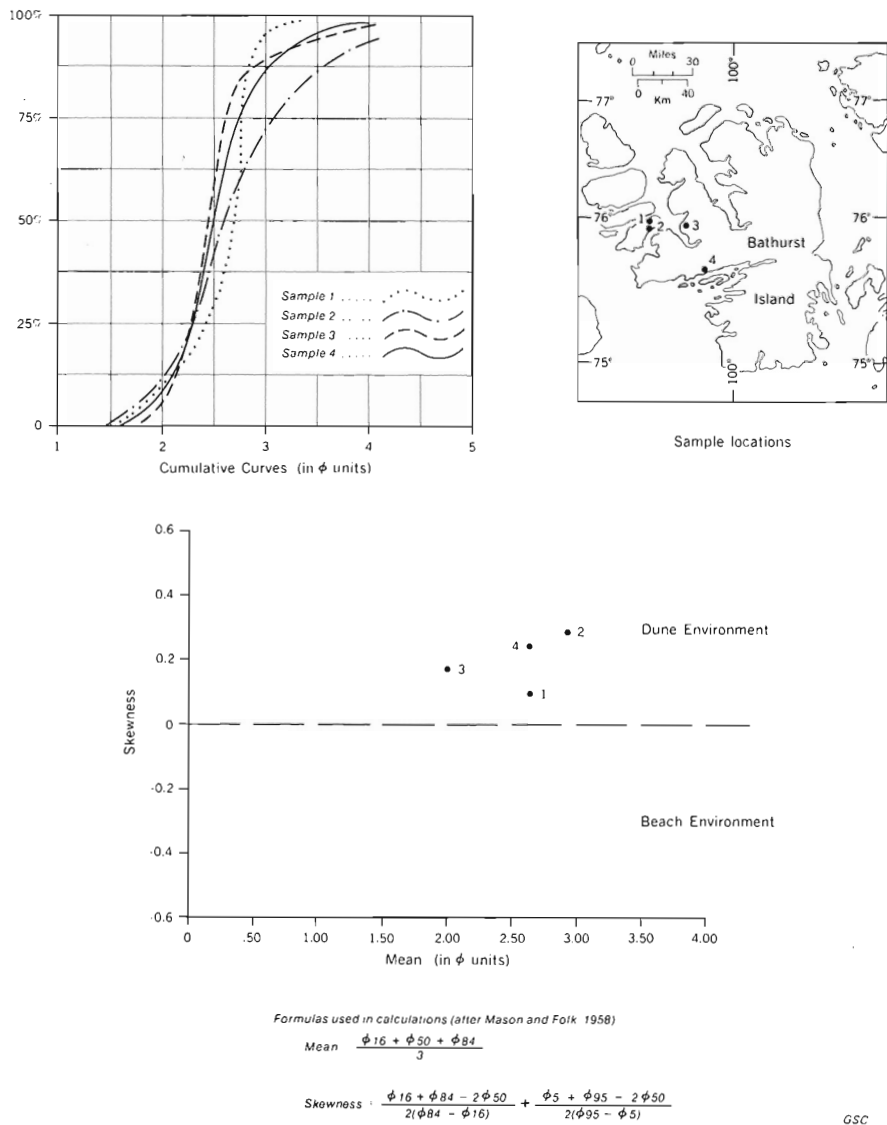 100%
75%
50%
25%
0
1 2 3 4 5
Cumulative Curves (in ϕ units)
Sample 1 .....
Sample 2 .....
Sample 3 .....
Sample 4 .....
Miles
0 30
0 40
Km
100°
77° 77°
76° 76°
75° 75°
100°
1
2
3
4
Bathurst
Island
Sample locations
0.6
0.4
0.2
0
-0.2
-0.4
-0.6
Skewness
Dune Environment
Beach Environment
2
4
3
1
0 .50 1.00 1.50 2.00 2.50 3.00 3.50 4.00
Mean (in ϕ units)
Formulas used in calculations (after Mason and Folk 1958)
Mean (ϕ16 + ϕ50 + ϕ84) / 3
Skewness = (ϕ16 + ϕ84 − 2ϕ50) / 2(ϕ84 − ϕ16) + (ϕ5 + ϕ95 − 2ϕ50) / 2(ϕ95 − ϕ5)
GSC